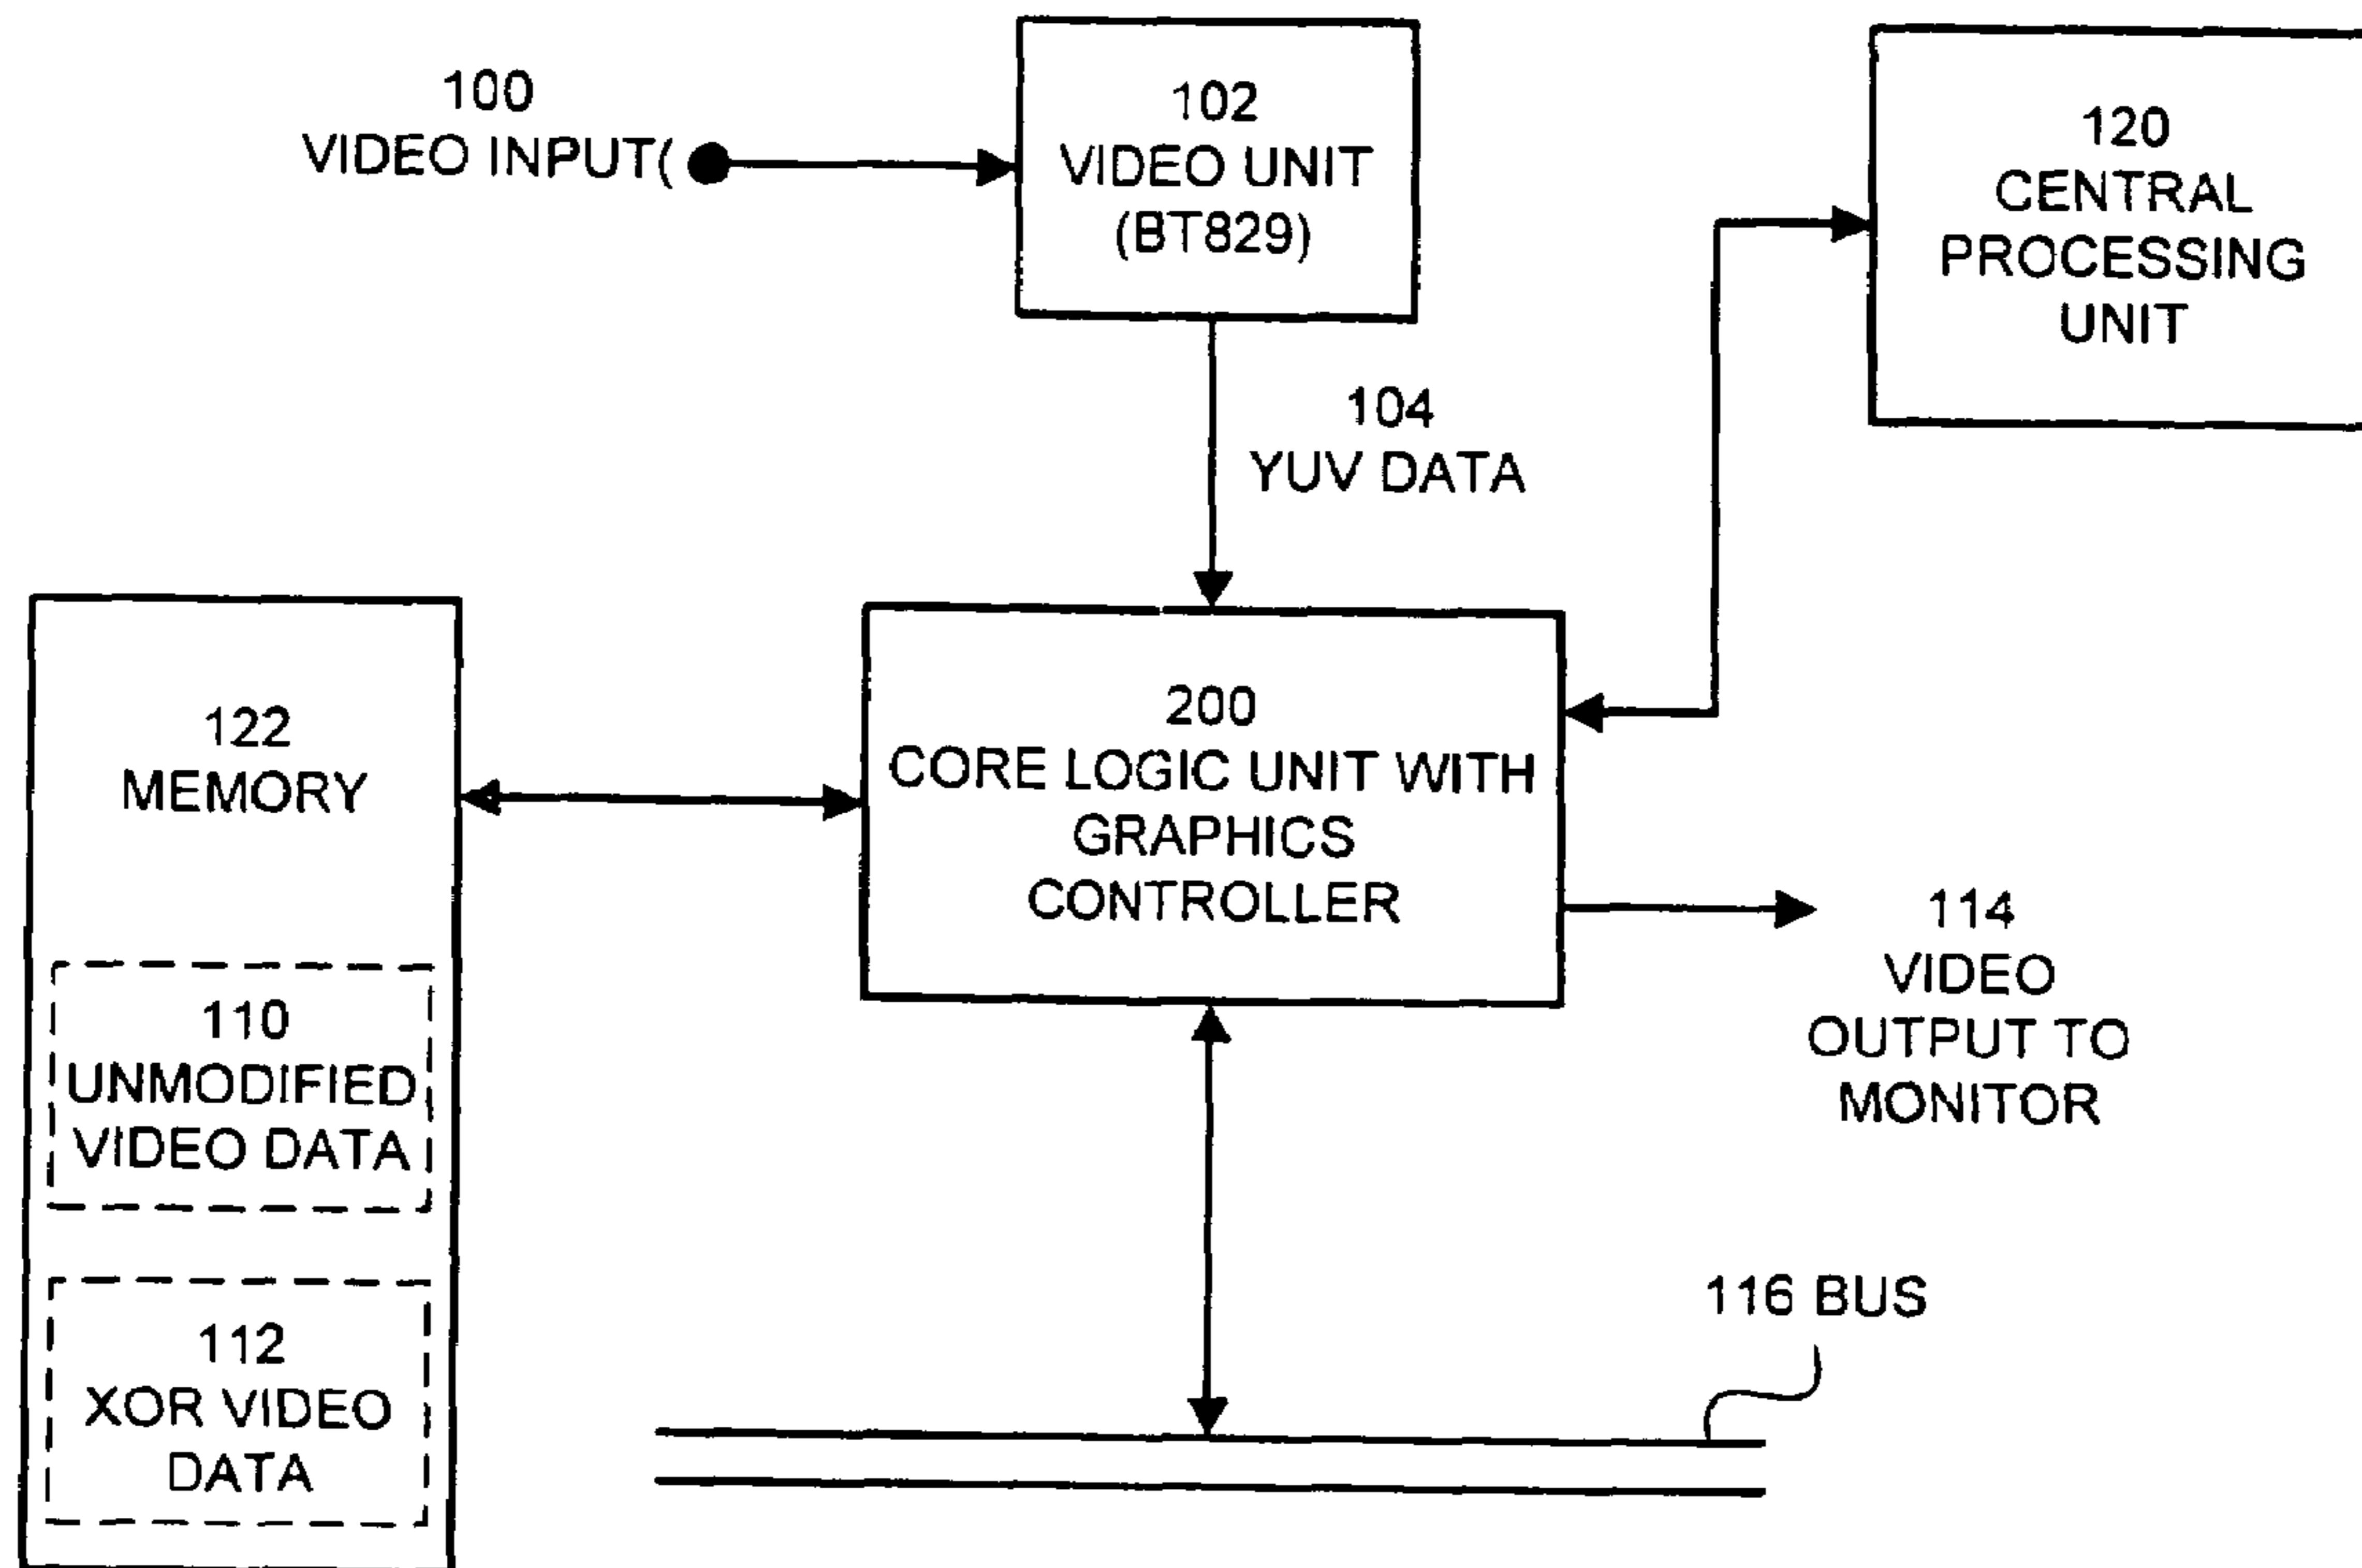 100
VIDEO INPUT(
102
VIDEO UNIT
(BT829)
120
CENTRAL
PROCESSING
UNIT
104
YUV DATA
122
MEMORY
200
CORE LOGIC UNIT WITH
GRAPHICS
CONTROLLER
114
VIDEO
OUTPUT TO
MONITOR
110
UNMODIFIED
VIDEO DATA
112
XOR VIDEO
DATA
116 BUS